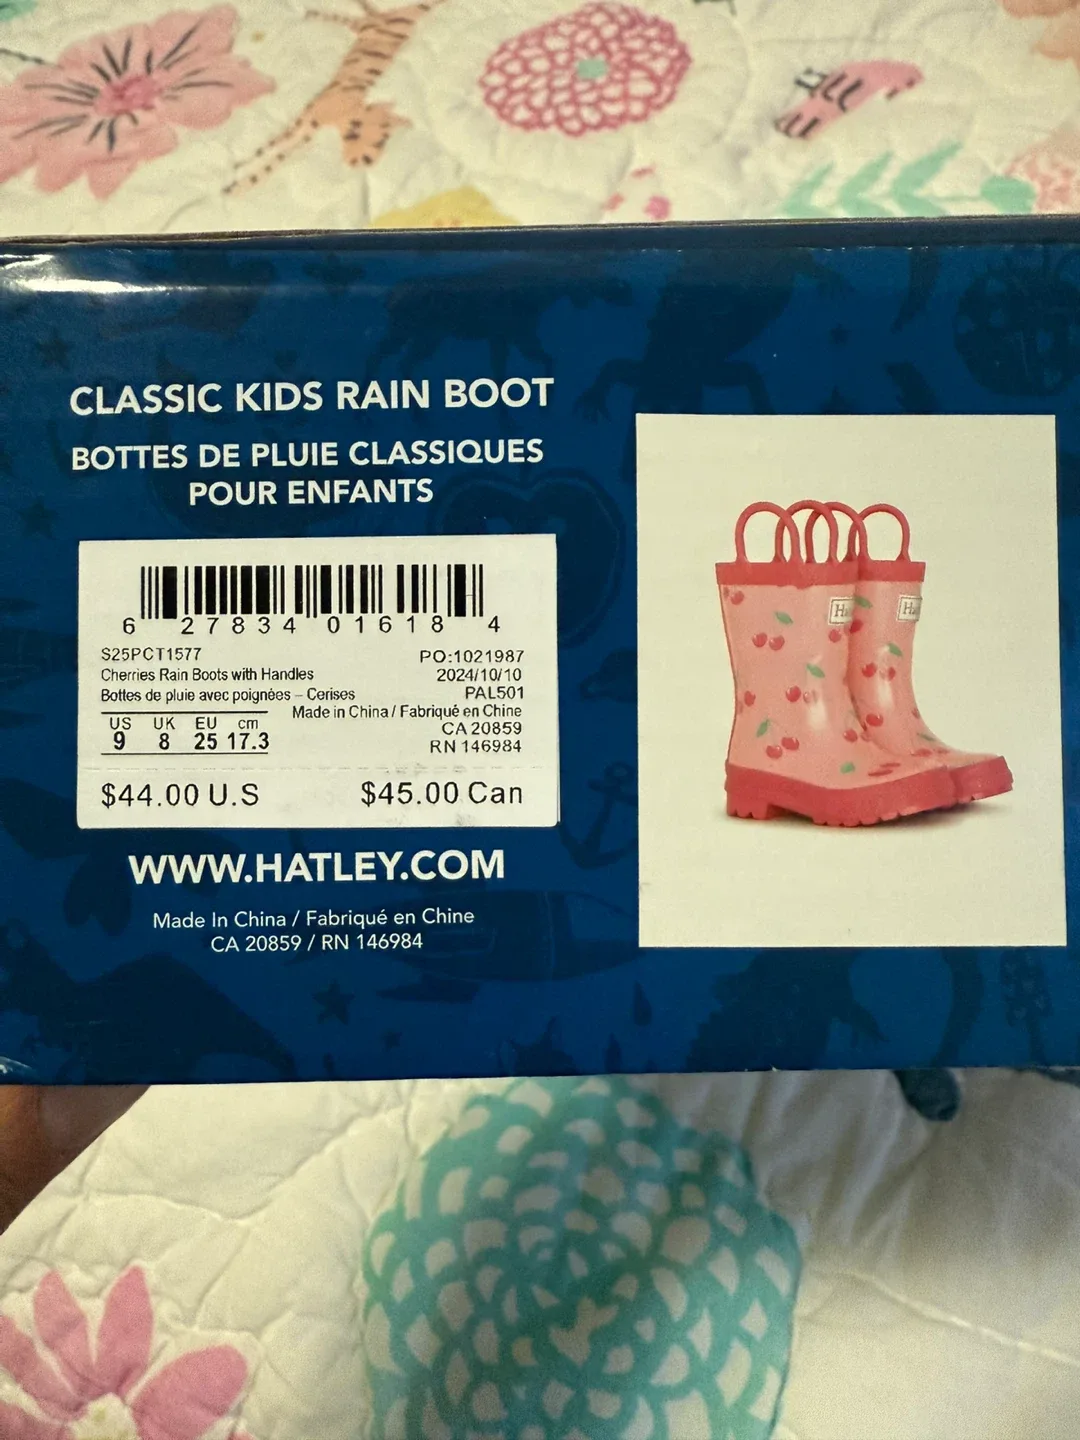 CLASSIC KIDS RAIN BOOT
BOTTES DE PLUIE CLASSIQUES
POUR ENFANTS
6 27834 01618 4
S25PCT1577
Cherries Rain Boots with Handles
Bottes de pluie avec poignées – Cerises
PO:1021987
2024/10/10
PAL501
Made in China / Fabriqué en Chine
CA 20859
RN 146984
US UK EU cm
9 8 25 17.3
$44.00 U.S $45.00 Can
WWW.HATLEY.COM
Made In China / Fabriqué en Chine
CA 20859 / RN 146984